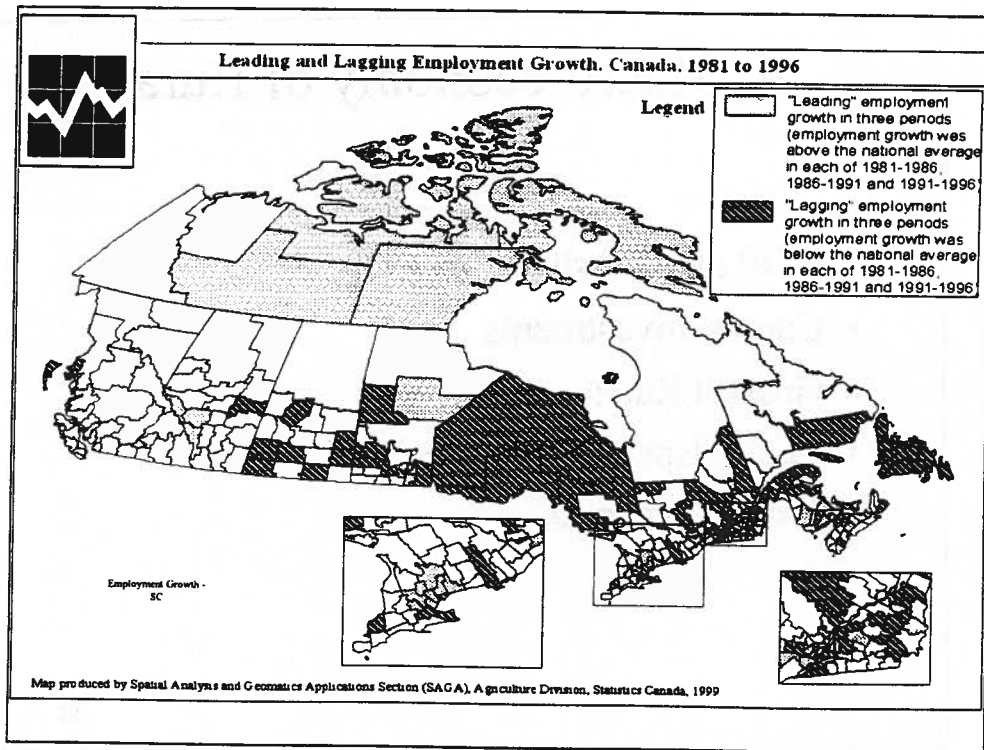 Leading and Lagging Employment Growth. Canada. 1981 to 1996
Legend
"Leading" employment
growth in three periods
(employment growth was
above the national average
in each of 1981-1986,
1986-1991 and 1991-1996)
"Lagging" employment
growth in three periods
(employment growth was
below the national average
in each of 1981-1986,
1986-1991 and 1991-1996)
Employment Growth -
SC
Map produced by Spatial Analysis and Geomatics Applications Section (SAGA), Agriculture Division, Statistics Canada, 1999